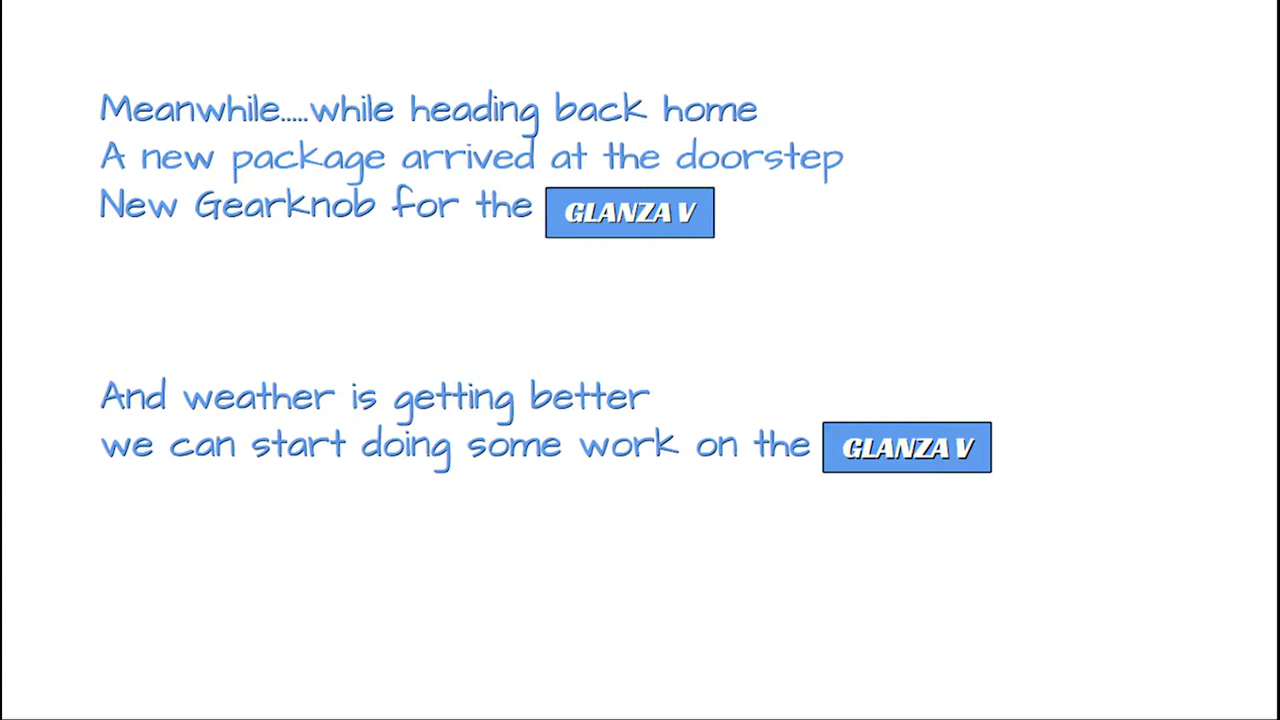 Meanwhile.....while heading back home
A new package arrived at the doorstep
New Gearknob for the GLANZA V
And weather is getting better
we can start doing some work on the GLANZA V